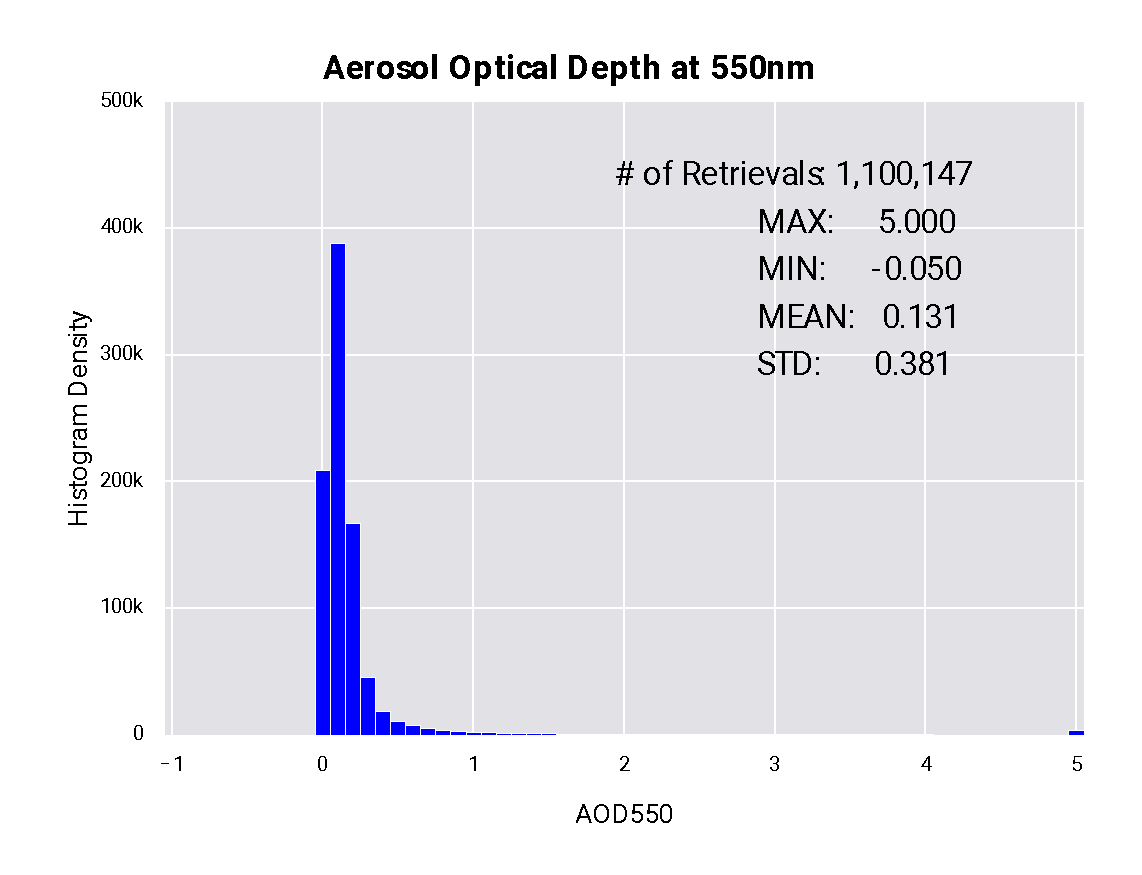 Aerosol Optical Depth at 550nm
500k
400k
300k
200k
100k
0
Histogram Density
# of Retrievals: 1,100,147
MAX: 5.000
MIN: -0.050
MEAN: 0.131
STD: 0.381
−1 0 1 2 3 4 5
AOD550